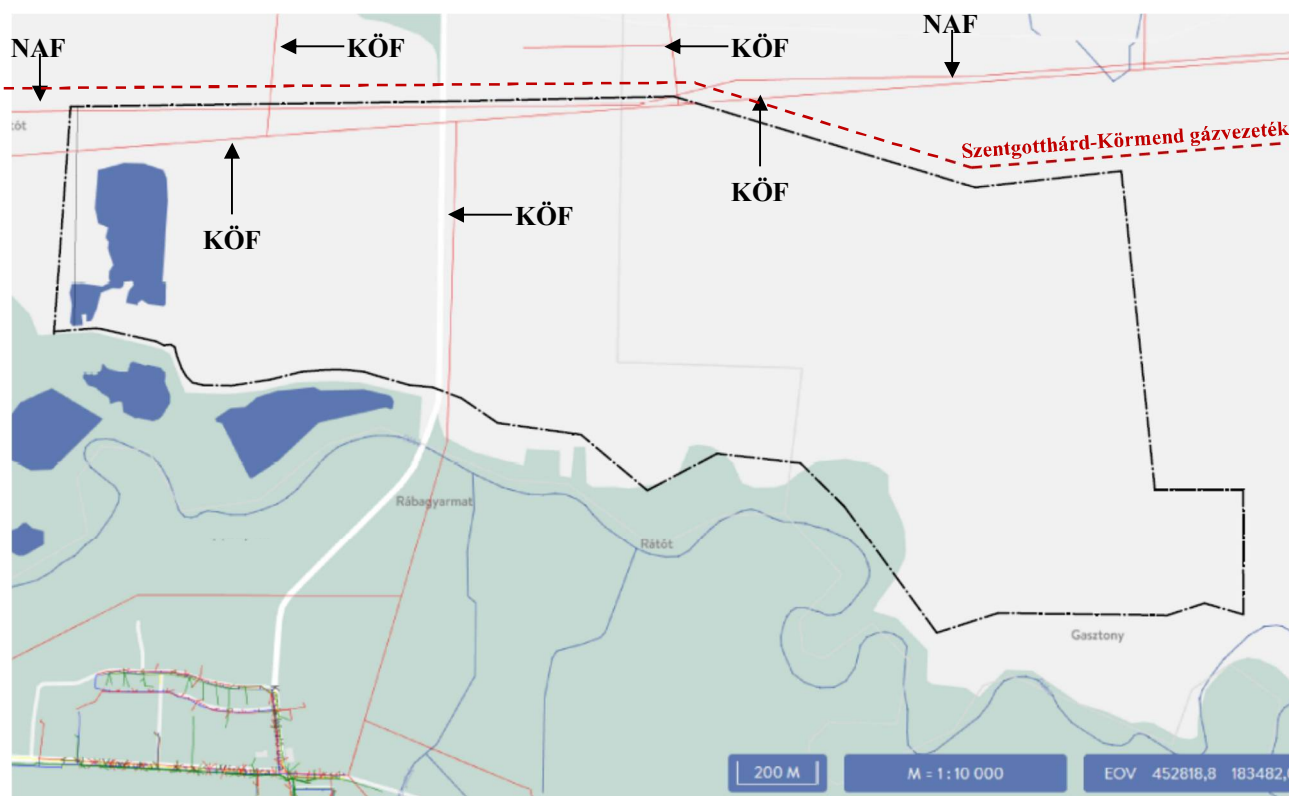 NAF
KÖF
KÖF
NAF
Szentgotthárd-Körmend gázvezeték
KÖF
KÖF
KÖF
Rábagyarmat
Rátót
Gasztony
200 M
M = 1 : 10 000
EOV 452818,8 183482,